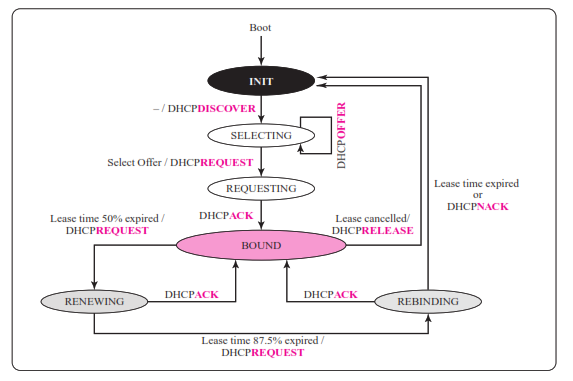 Boot
INIT
– / DHCPDISCOVER
DHCPOFFER
SELECTING
Select Offer / DHCPREQUEST
REQUESTING
Lease time expired
or
DHCPNACK
DHCPACK
Lease time 50% expired /
DHCPREQUEST
Lease cancelled/
DHCPRELEASE
BOUND
RENEWING
DHCPACK
DHCPACK
REBINDING
Lease time 87.5% expired /
DHCPREQUEST